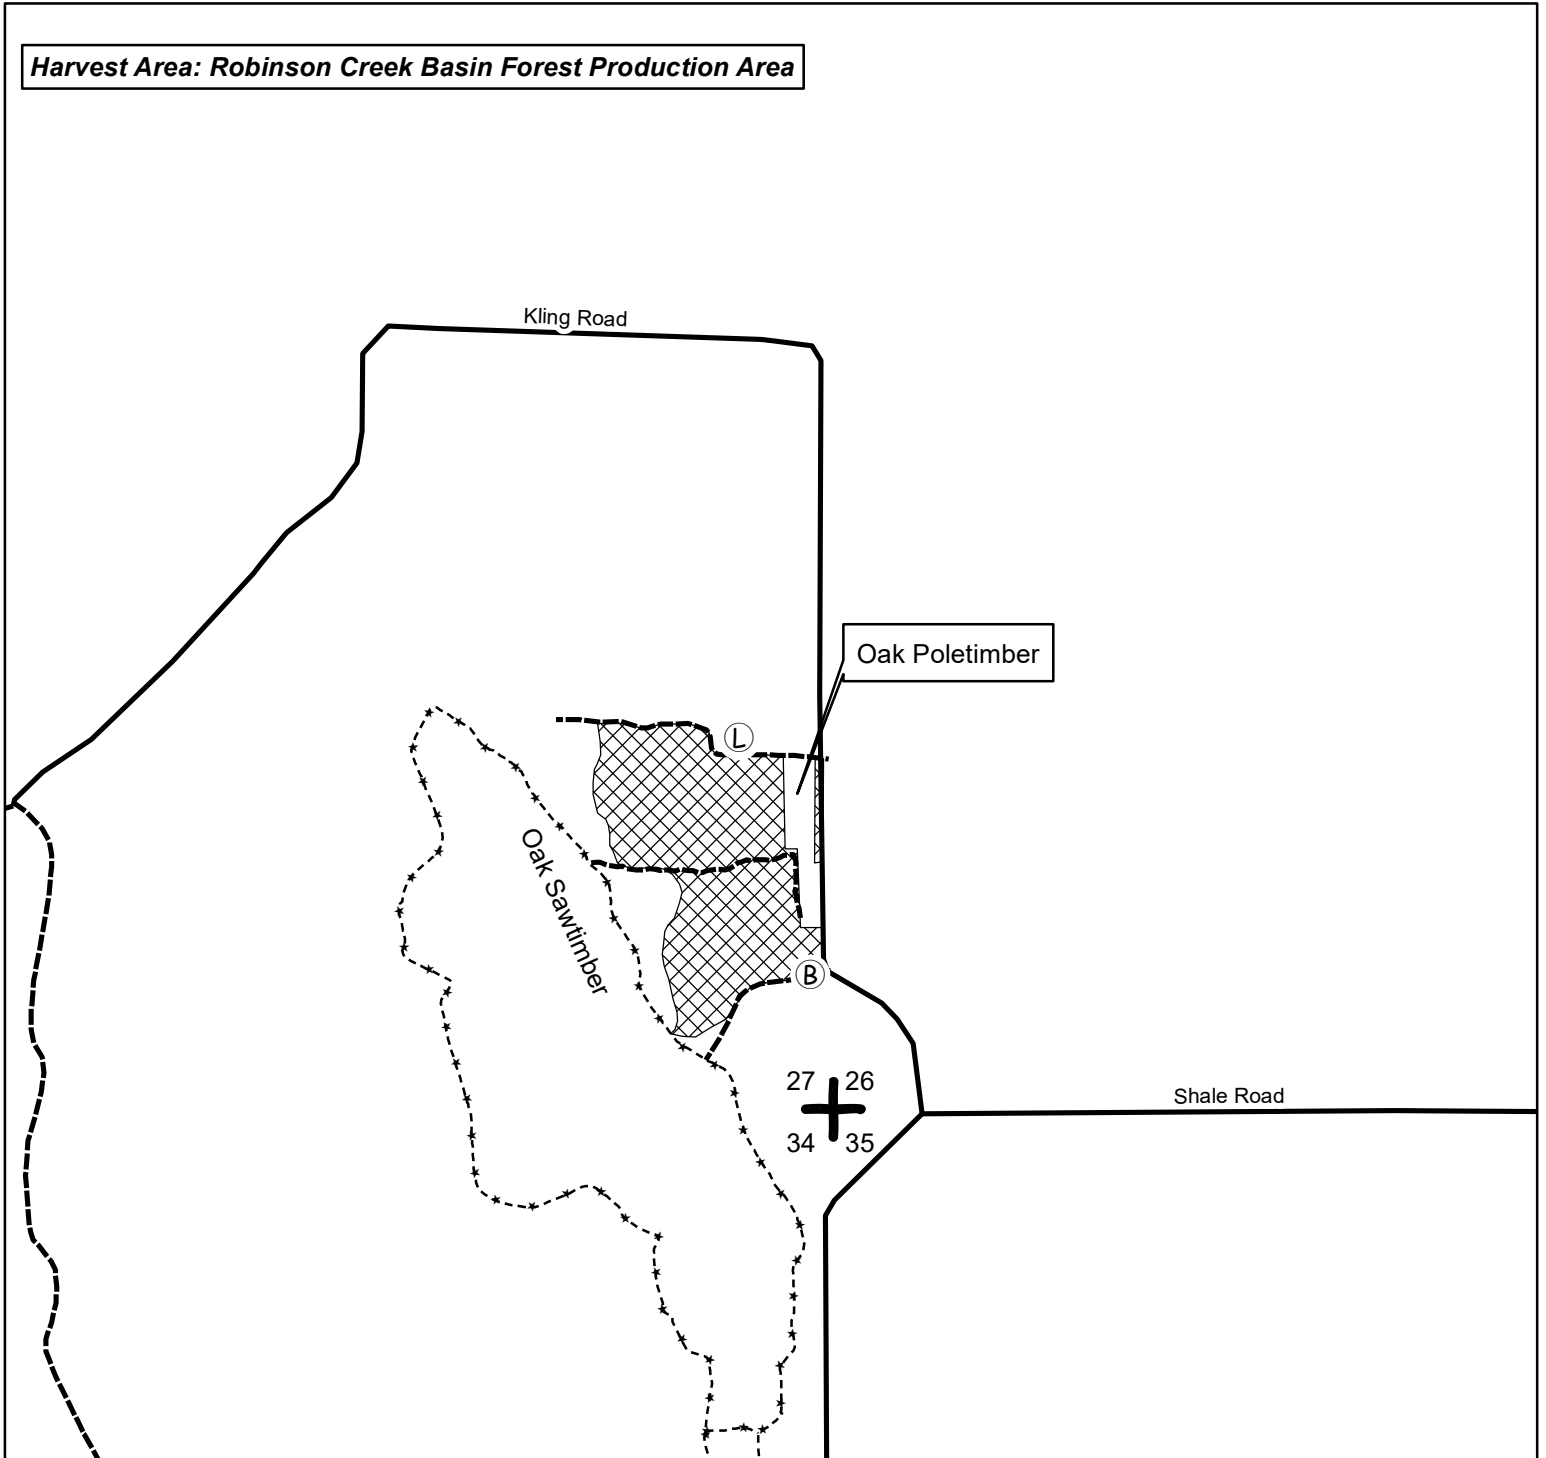 Harvest Area: Robinson Creek Basin Forest Production Area
Kling Road
Oak Poletimber
L
Oak Sawtimber
B
27 26
34 35
Shale Road